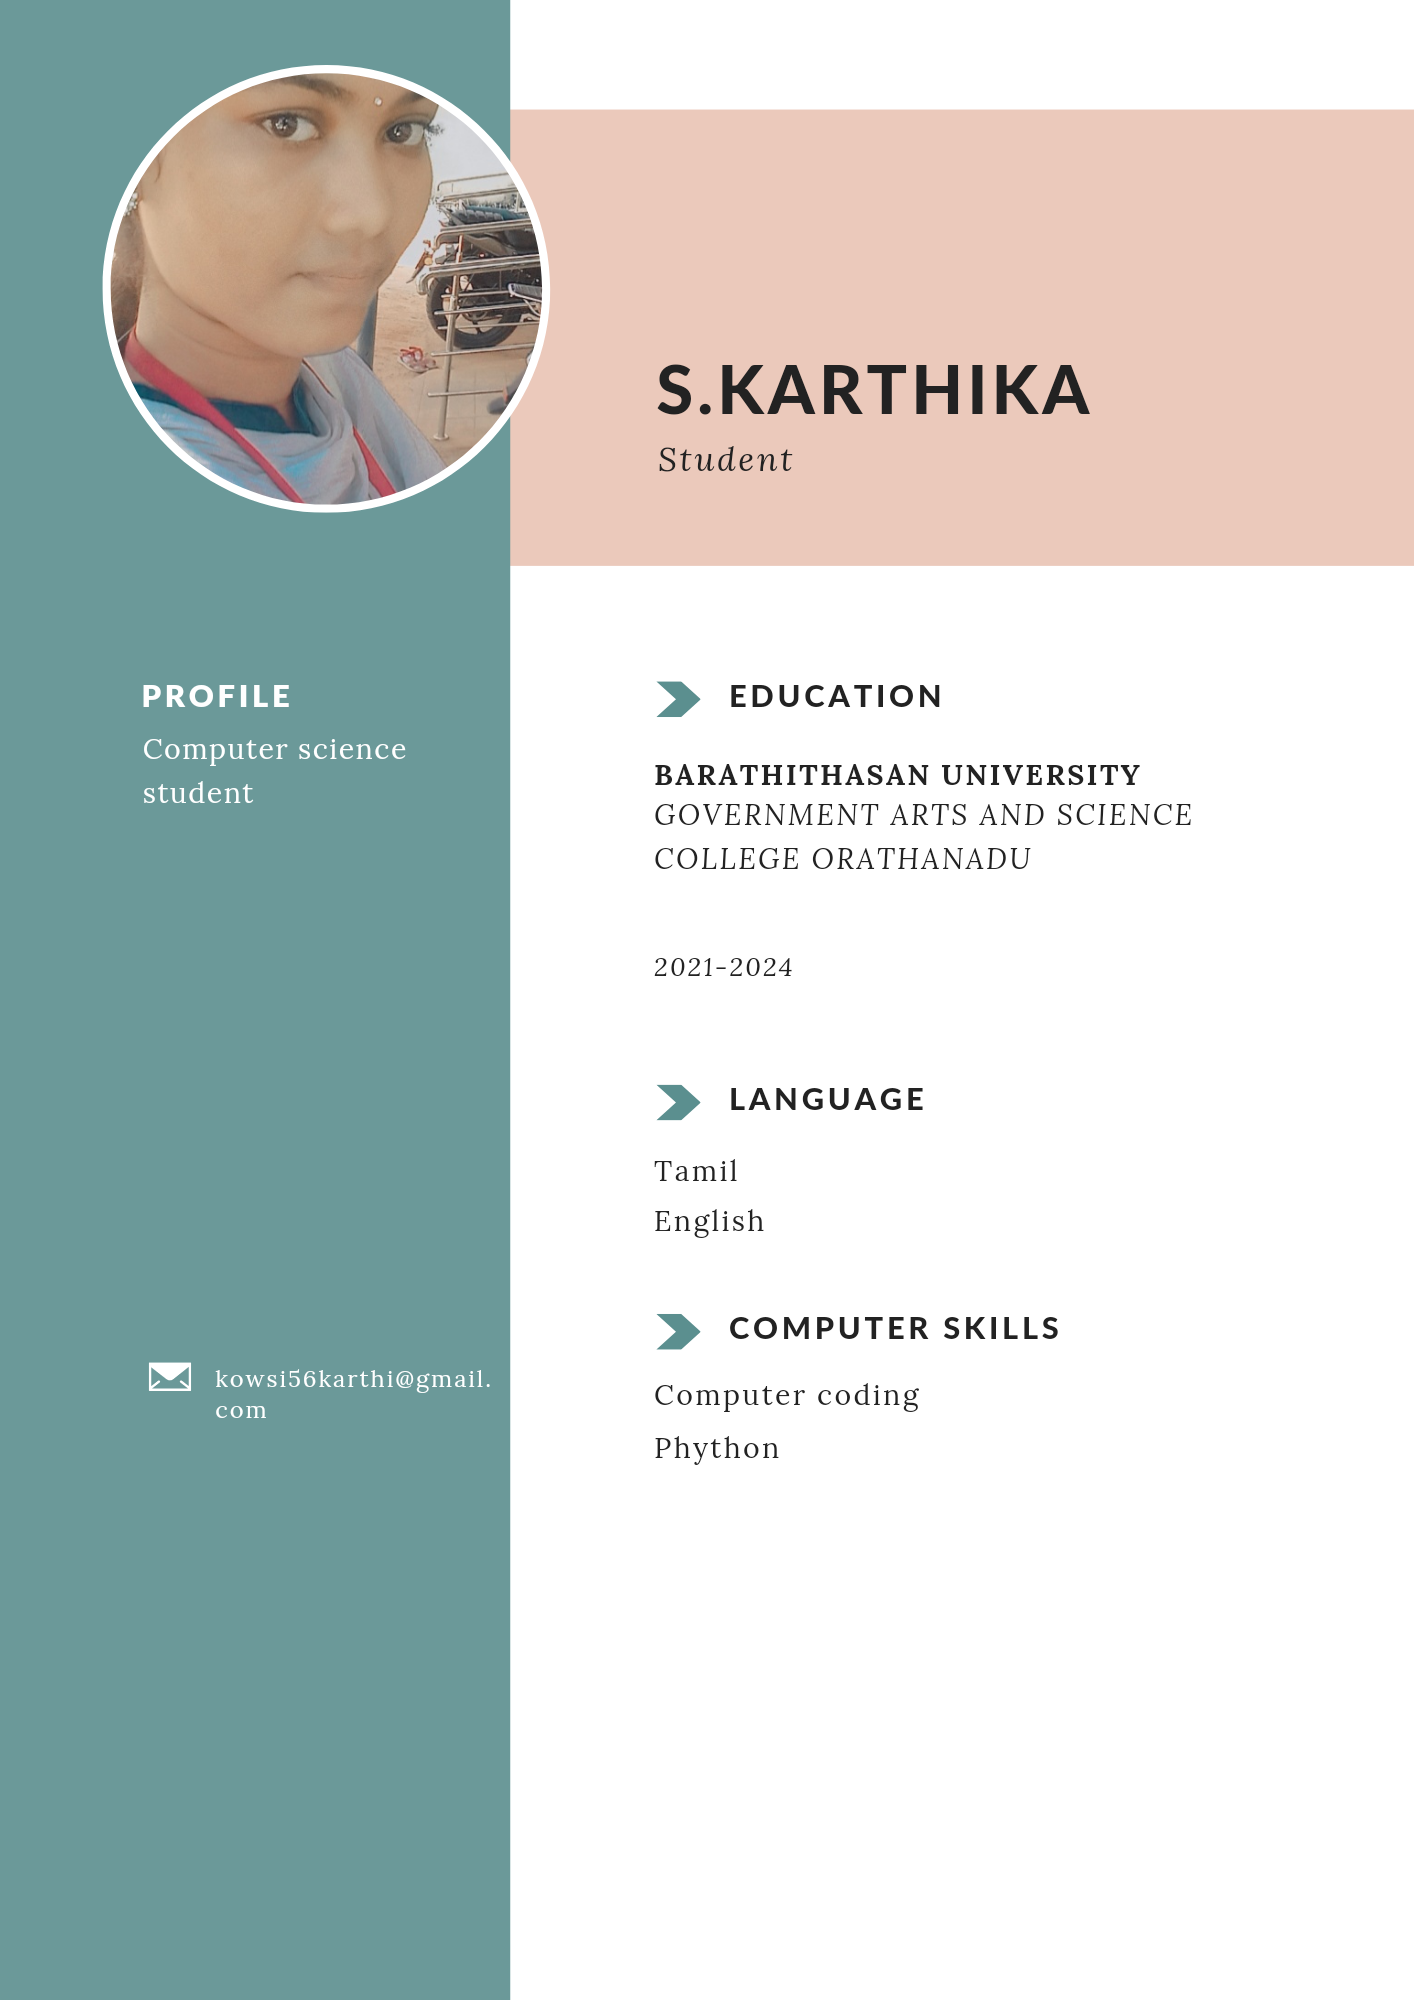 S.KARTHIKA
Student
PROFILE
Computer science
student
kowsi56karthi@gmail.
com
EDUCATION
BARATHITHASAN UNIVERSITY
GOVERNMENT ARTS AND SCIENCE
COLLEGE ORATHANADU
2021-2024
LANGUAGE
Tamil
English
COMPUTER SKILLS
Computer coding
Phython